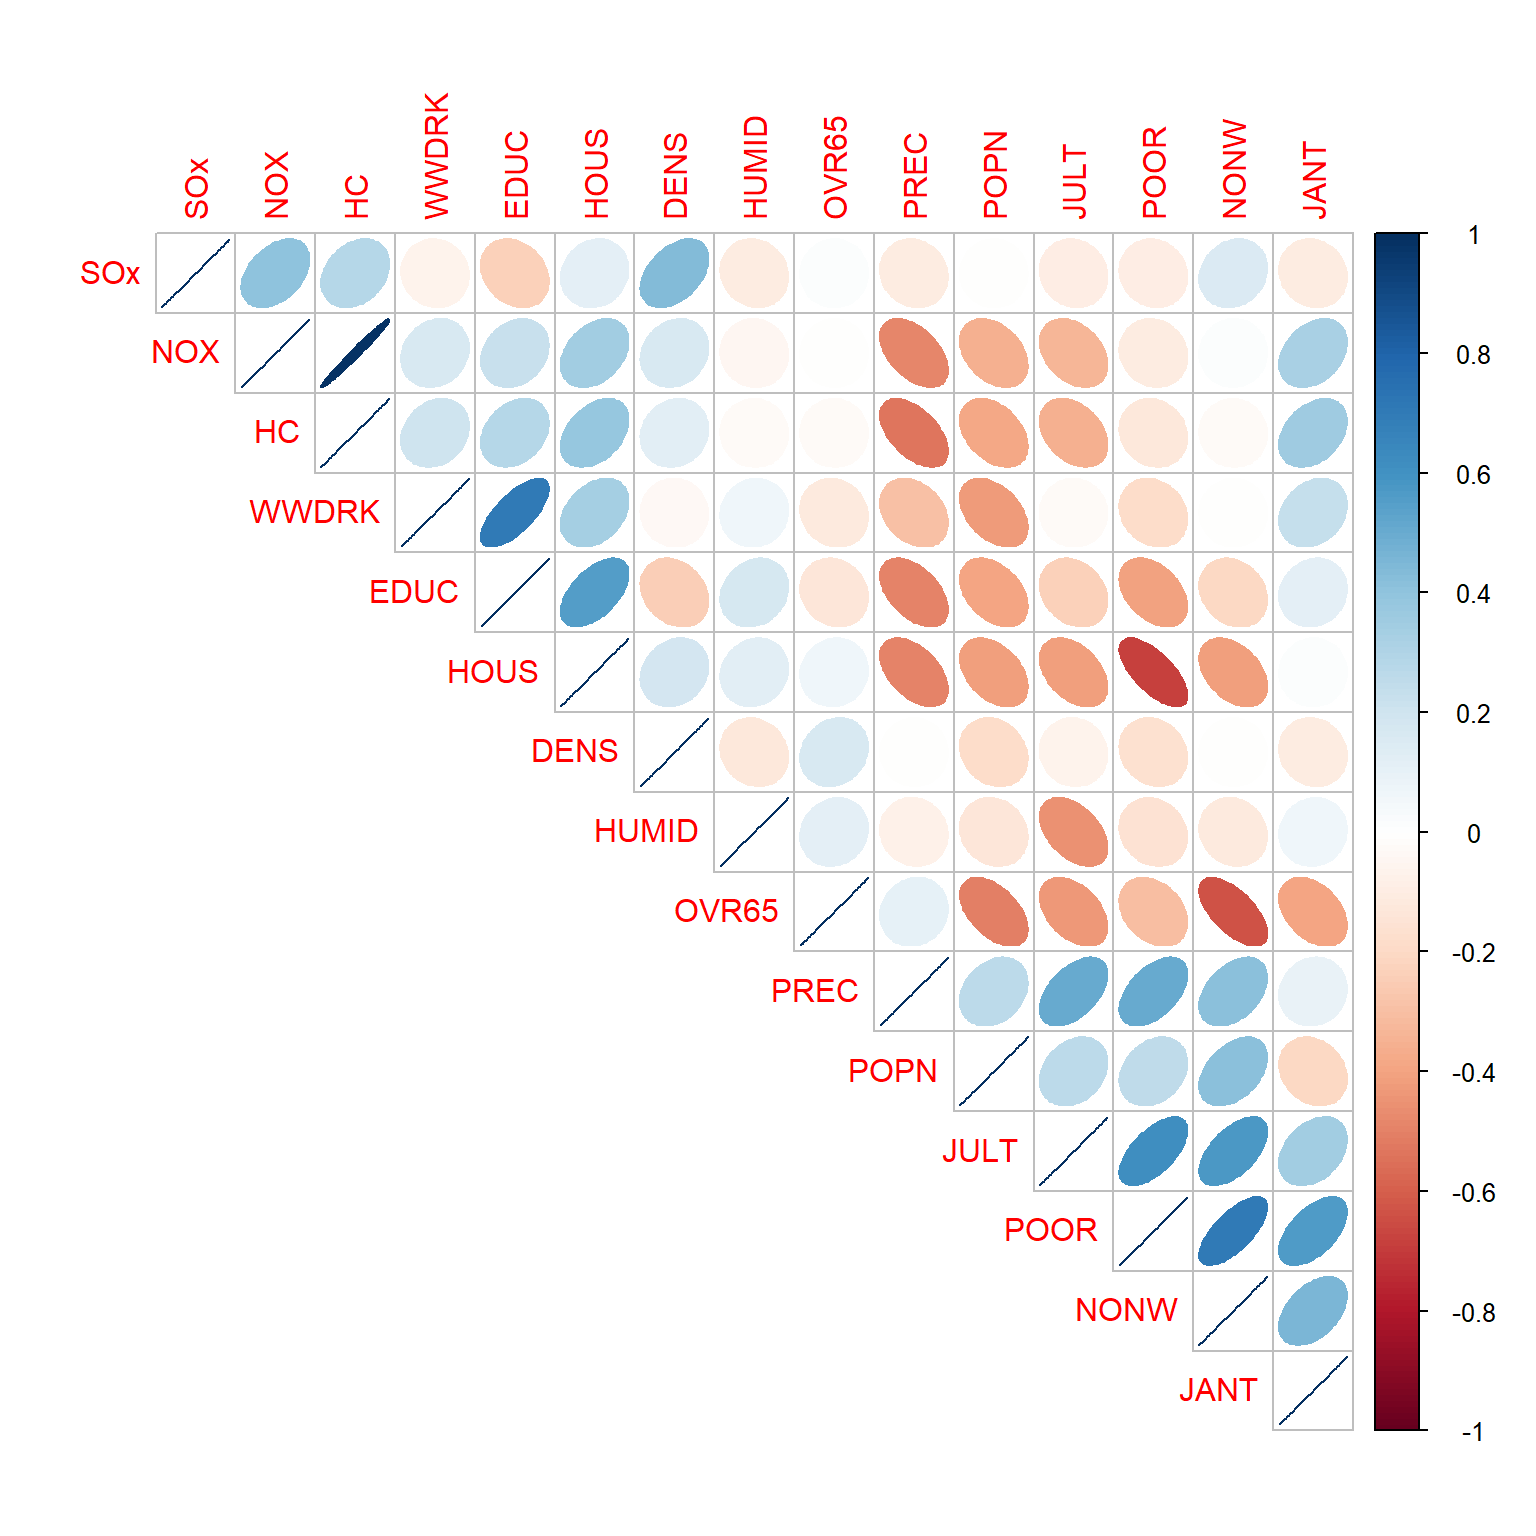 SOx
NOX
HC
WWDRK
EDUC
HOUS
DENS
HUMID
OVR65
PREC
POPN
JULT
POOR
NONW
JANT
SOx
NOX
HC
WWDRK
EDUC
HOUS
DENS
HUMID
OVR65
PREC
POPN
JULT
POOR
NONW
JANT
1
0.8
0.6
0.4
0.2
0
-0.2
-0.4
-0.6
-0.8
-1